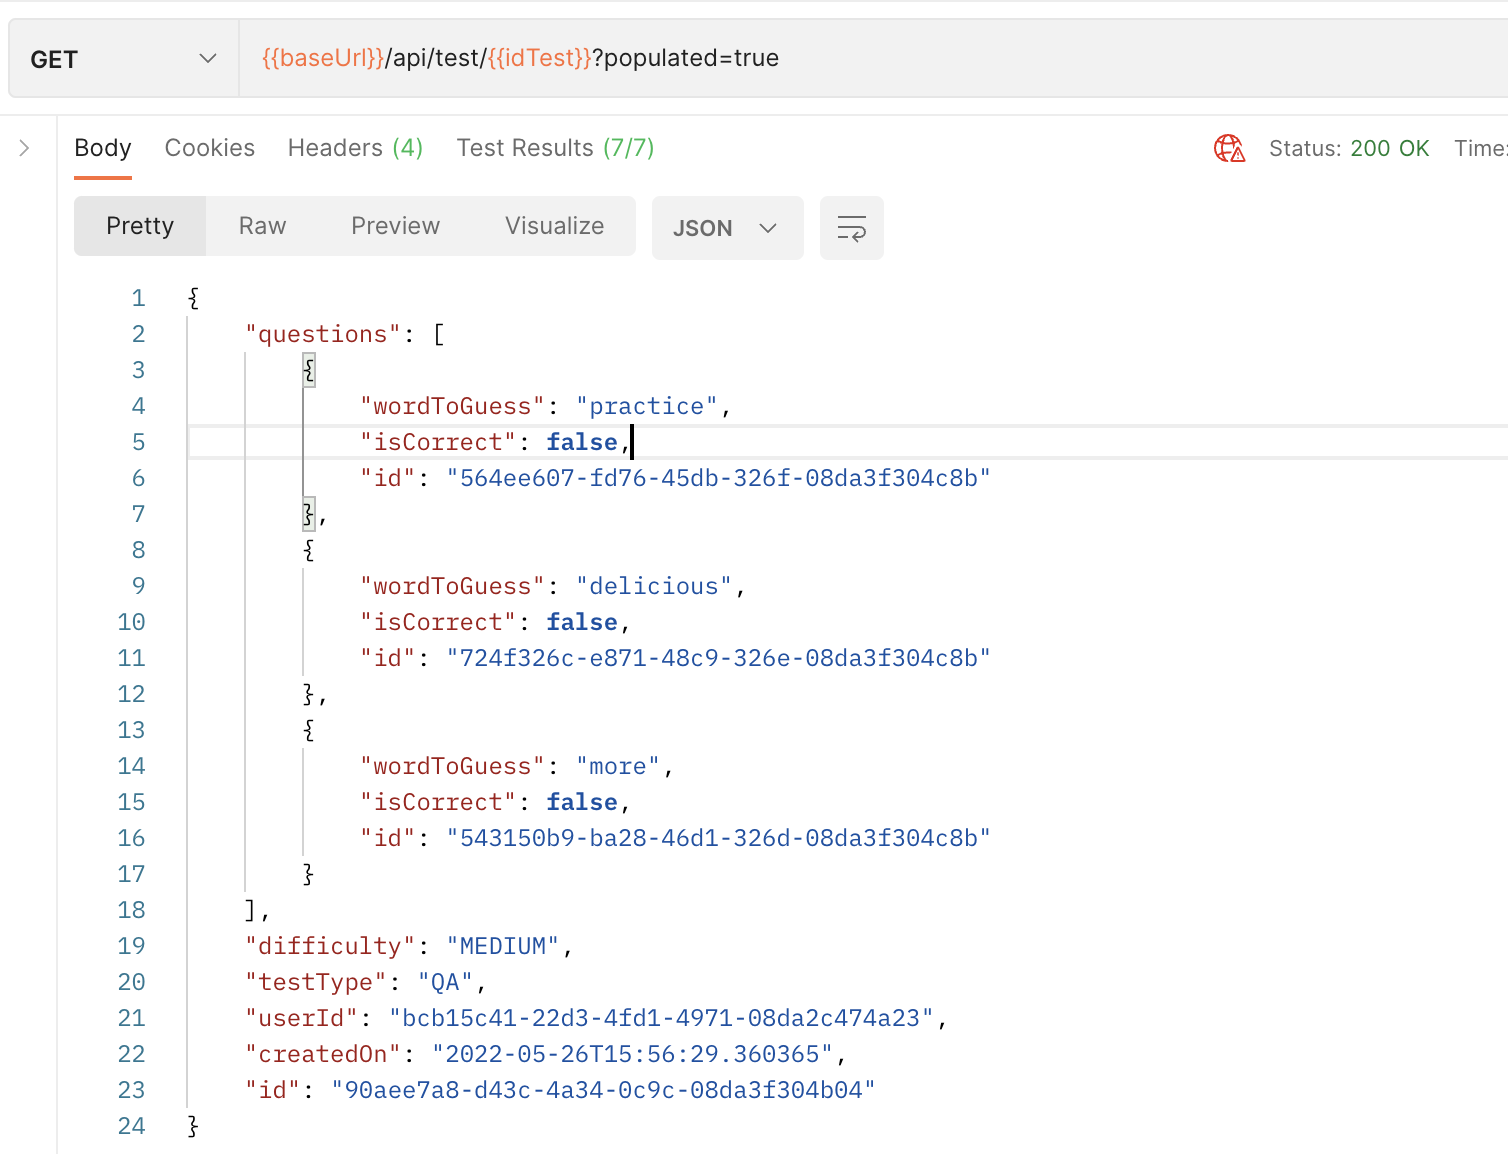 GET {{baseUrl}}/api/test/{{idTest}}?populated=true
Body Cookies Headers (4) Test Results (7/7) Status: 200 OK Time:
Pretty Raw Preview Visualize JSON
1 {
2 "questions": [
3 {
4 "wordToGuess": "practice",
5 "isCorrect": false,
6 "id": "564ee607-fd76-45db-326f-08da3f304c8b"
7 },
8 {
9 "wordToGuess": "delicious",
10 "isCorrect": false,
11 "id": "724f326c-e871-48c9-326e-08da3f304c8b"
12 },
13 {
14 "wordToGuess": "more",
15 "isCorrect": false,
16 "id": "543150b9-ba28-46d1-326d-08da3f304c8b"
17 }
18 ],
19 "difficulty": "MEDIUM",
20 "testType": "QA",
21 "userId": "bcb15c41-22d3-4fd1-4971-08da2c474a23",
22 "createdOn": "2022-05-26T15:56:29.360365",
23 "id": "90aee7a8-d43c-4a34-0c9c-08da3f304b04"
24 }